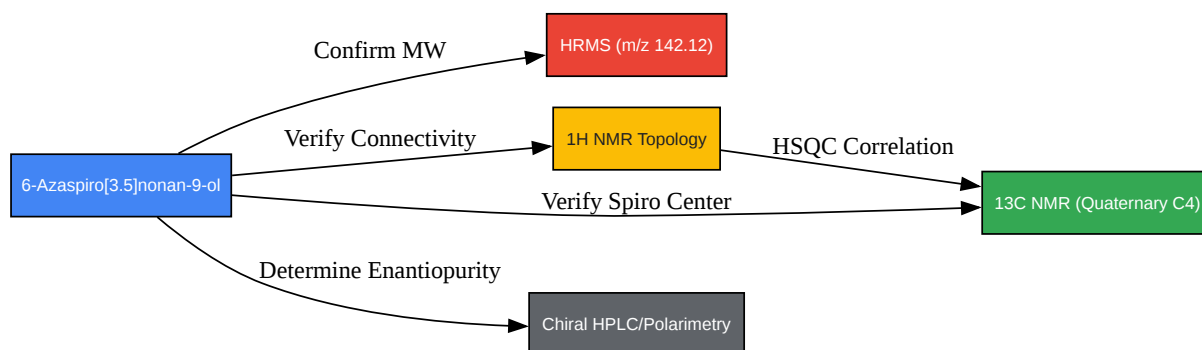 Confirm MW
HRMS (m/z 142.12)
Verify Connectivity
1H NMR Topology
HSQC Correlation
6-Azaspiro[3.5]nonan-9-ol
Verify Spiro Center
13C NMR (Quaternary C4)
Determine Enantiopurity
Chiral HPLC/Polarimetry